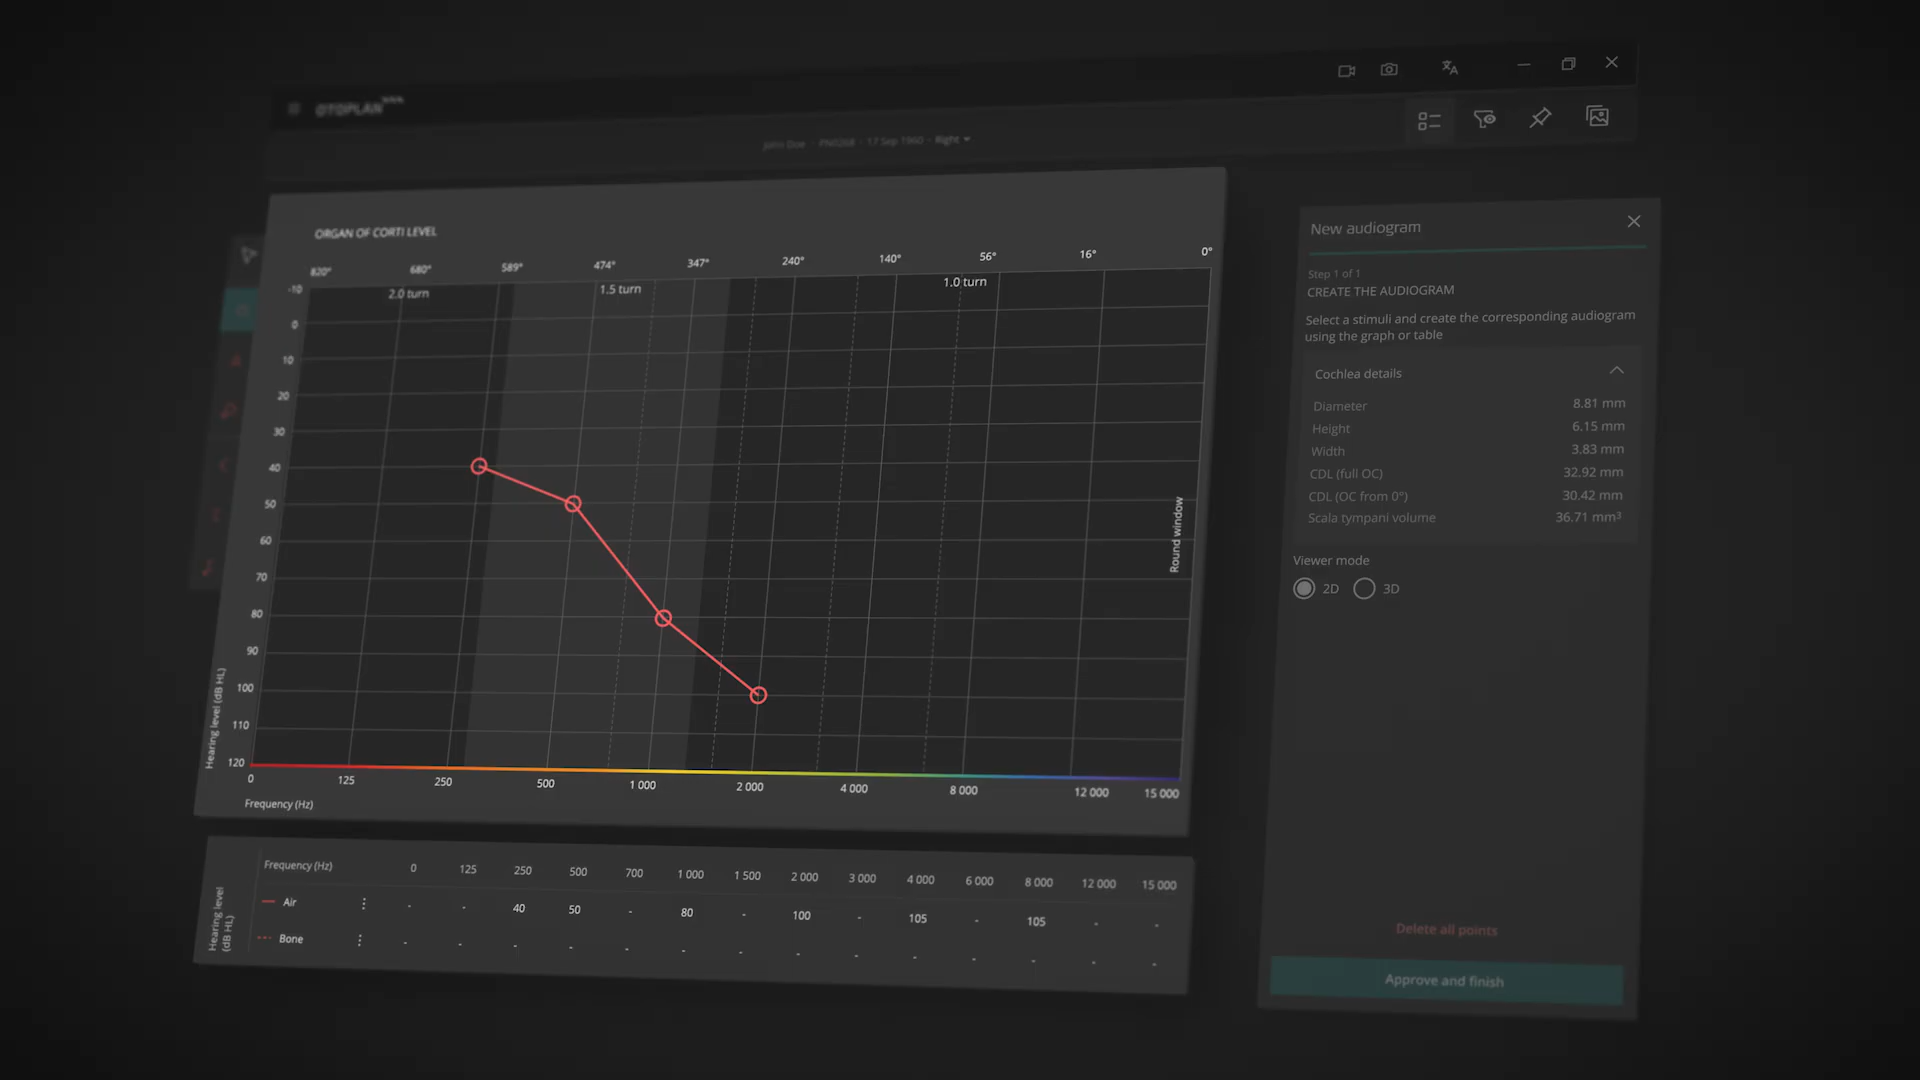 OTOPLAN
John Doe · PN0268 · 17 Sep 1960 · Right
ORGAN OF CORTI LEVEL
820° 680° 589° 474° 347° 240° 140° 56° 16° 0°
2.0 turn 1.5 turn 1.0 turn
-10
0
10
20
30
40
50
60
70
80
90
100
110
120
Hearing level (dB HL)
Round window
0 125 250 500 1 000 2 000 4 000 8 000 12 000 15 000
Frequency (Hz)
Hearing level
(dB HL)
Frequency (Hz) 0 125 250 500 700 1 000 1 500 2 000 3 000 4 000 6 000 8 000 12 000 15 000
Air - - 40 50 - 80 - 100 - 105 - 105 - -
Bone - - - - - - - - - - - - - -
New audiogram
Step 1 of 1
CREATE THE AUDIOGRAM
Select a stimuli and create the corresponding audiogram
using the graph or table
Cochlea details
Diameter 8.81 mm
Height 6.15 mm
Width 3.83 mm
CDL (full OC) 32.92 mm
CDL (OC from 0°) 30.42 mm
Scala tympani volume 36.71 mm³
Viewer mode
2D 3D
Delete all points
Approve and finish